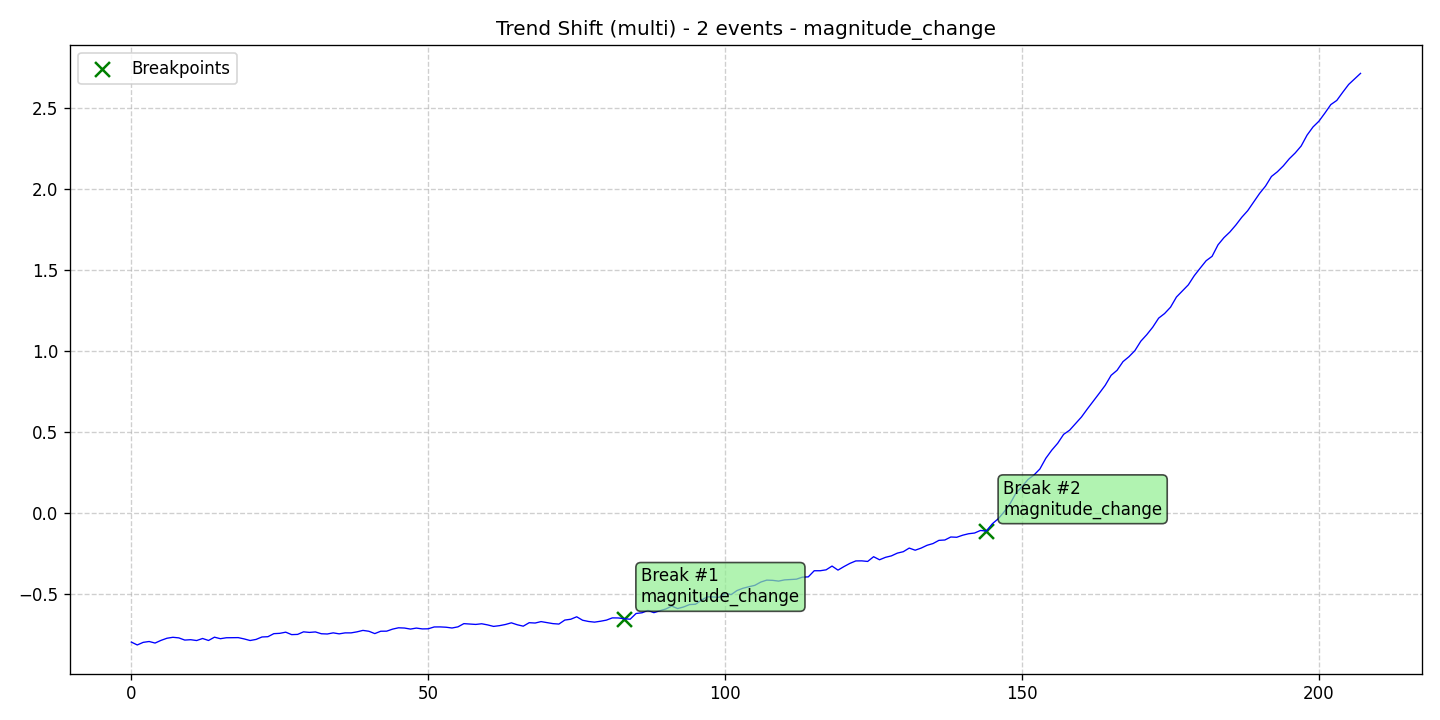 Trend Shift (multi) - 2 events - magnitude_change
Breakpoints
2.5
2.0
1.5
1.0
0.5
0.0
−0.5
Break #2
magnitude_change
Break #1
magnitude_change
0
50
100
150
200